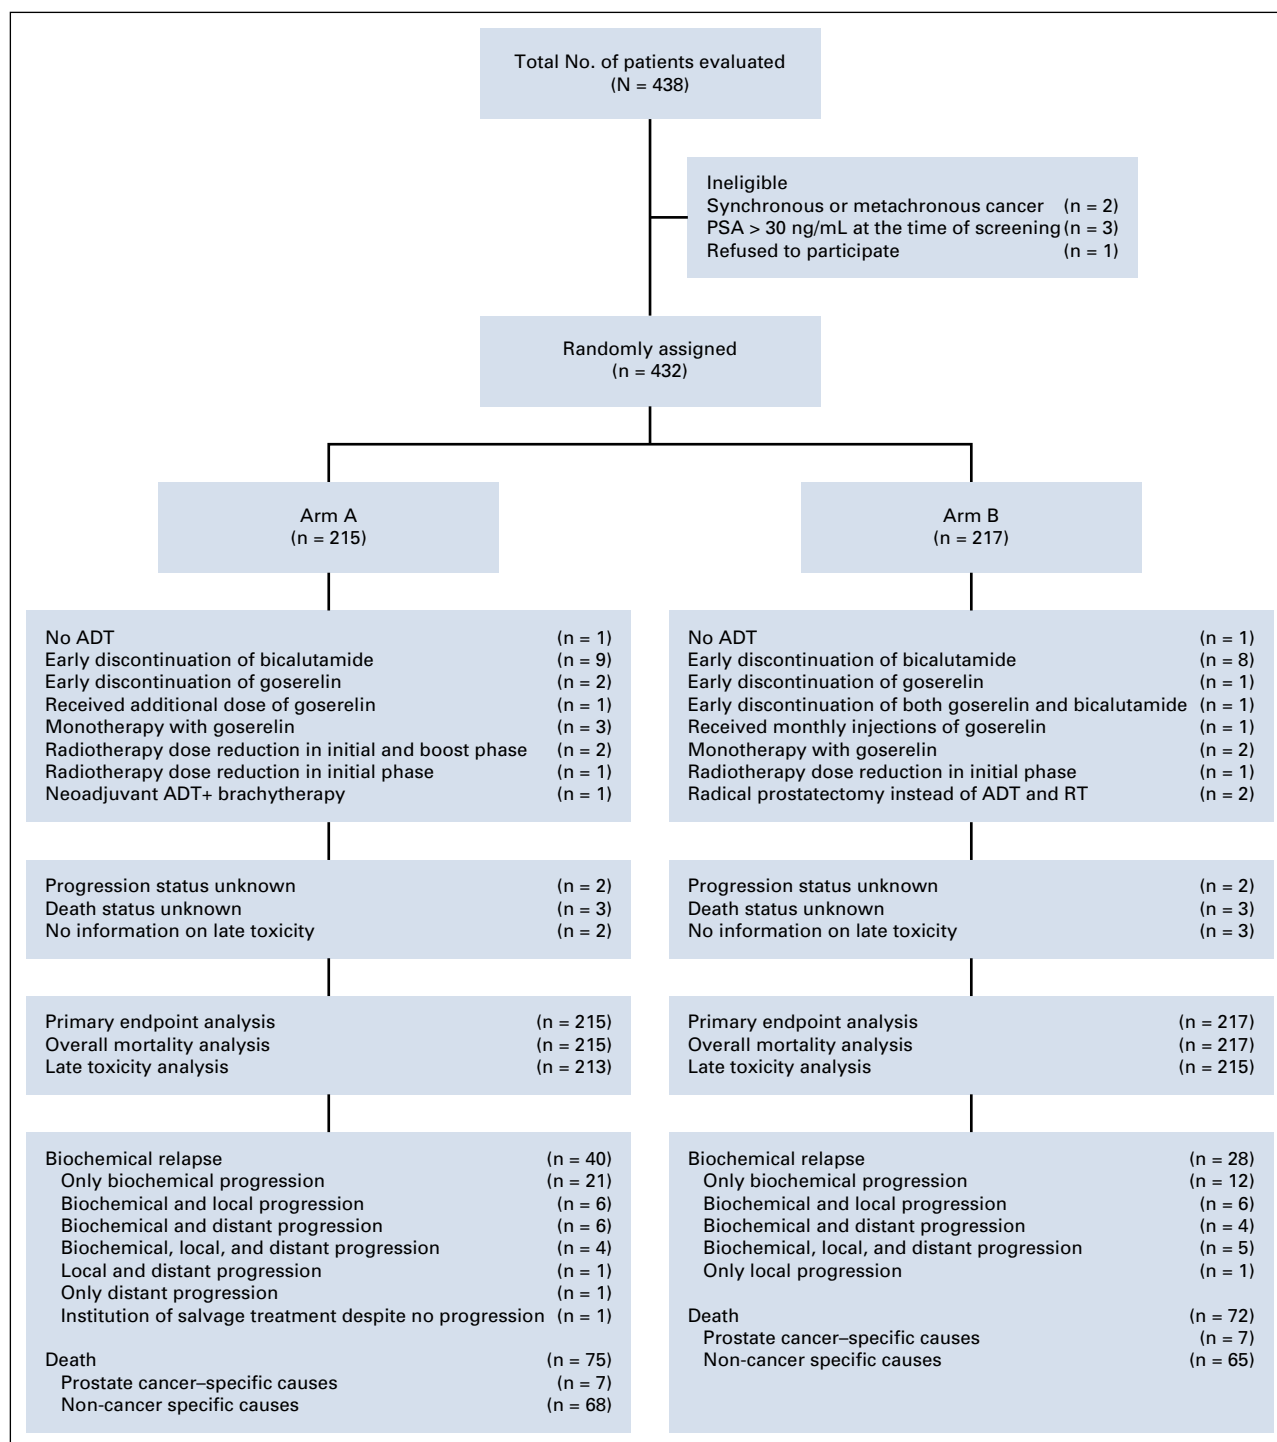 Total No. of patients evaluated
(N = 438)
Ineligible
Synchronous or metachronous cancer (n = 2)
PSA > 30 ng/mL at the time of screening (n = 3)
Refused to participate (n = 1)
Randomly assigned
(n = 432)
Arm A
(n = 215)
No ADT (n = 1)
Early discontinuation of bicalutamide (n = 9)
Early discontinuation of goserelin (n = 2)
Received additional dose of goserelin (n = 1)
Monotherapy with goserelin (n = 3)
Radiotherapy dose reduction in initial and boost phase (n = 2)
Radiotherapy dose reduction in initial phase (n = 1)
Neoadjuvant ADT+ brachytherapy (n = 1)
Progression status unknown (n = 2)
Death status unknown (n = 3)
No information on late toxicity (n = 2)
Primary endpoint analysis (n = 215)
Overall mortality analysis (n = 215)
Late toxicity analysis (n = 213)
Biochemical relapse (n = 40)
Only biochemical progression (n = 21)
Biochemical and local progression (n = 6)
Biochemical and distant progression (n = 6)
Biochemical, local, and distant progression (n = 4)
Local and distant progression (n = 1)
Only distant progression (n = 1)
Institution of salvage treatment despite no progression (n = 1)
Death (n = 75)
Prostate cancer–specific causes (n = 7)
Non-cancer specific causes (n = 68)
Arm B
(n = 217)
No ADT (n = 1)
Early discontinuation of bicalutamide (n = 8)
Early discontinuation of goserelin (n = 1)
Early discontinuation of both goserelin and bicalutamide (n = 1)
Received monthly injections of goserelin (n = 1)
Monotherapy with goserelin (n = 2)
Radiotherapy dose reduction in initial phase (n = 1)
Radical prostatectomy instead of ADT and RT (n = 2)
Progression status unknown (n = 2)
Death status unknown (n = 3)
No information on late toxicity (n = 3)
Primary endpoint analysis (n = 217)
Overall mortality analysis (n = 217)
Late toxicity analysis (n = 215)
Biochemical relapse (n = 28)
Only biochemical progression (n = 12)
Biochemical and local progression (n = 6)
Biochemical and distant progression (n = 4)
Biochemical, local, and distant progression (n = 5)
Only local progression (n = 1)
Death (n = 72)
Prostate cancer–specific causes (n = 7)
Non-cancer specific causes (n = 65)